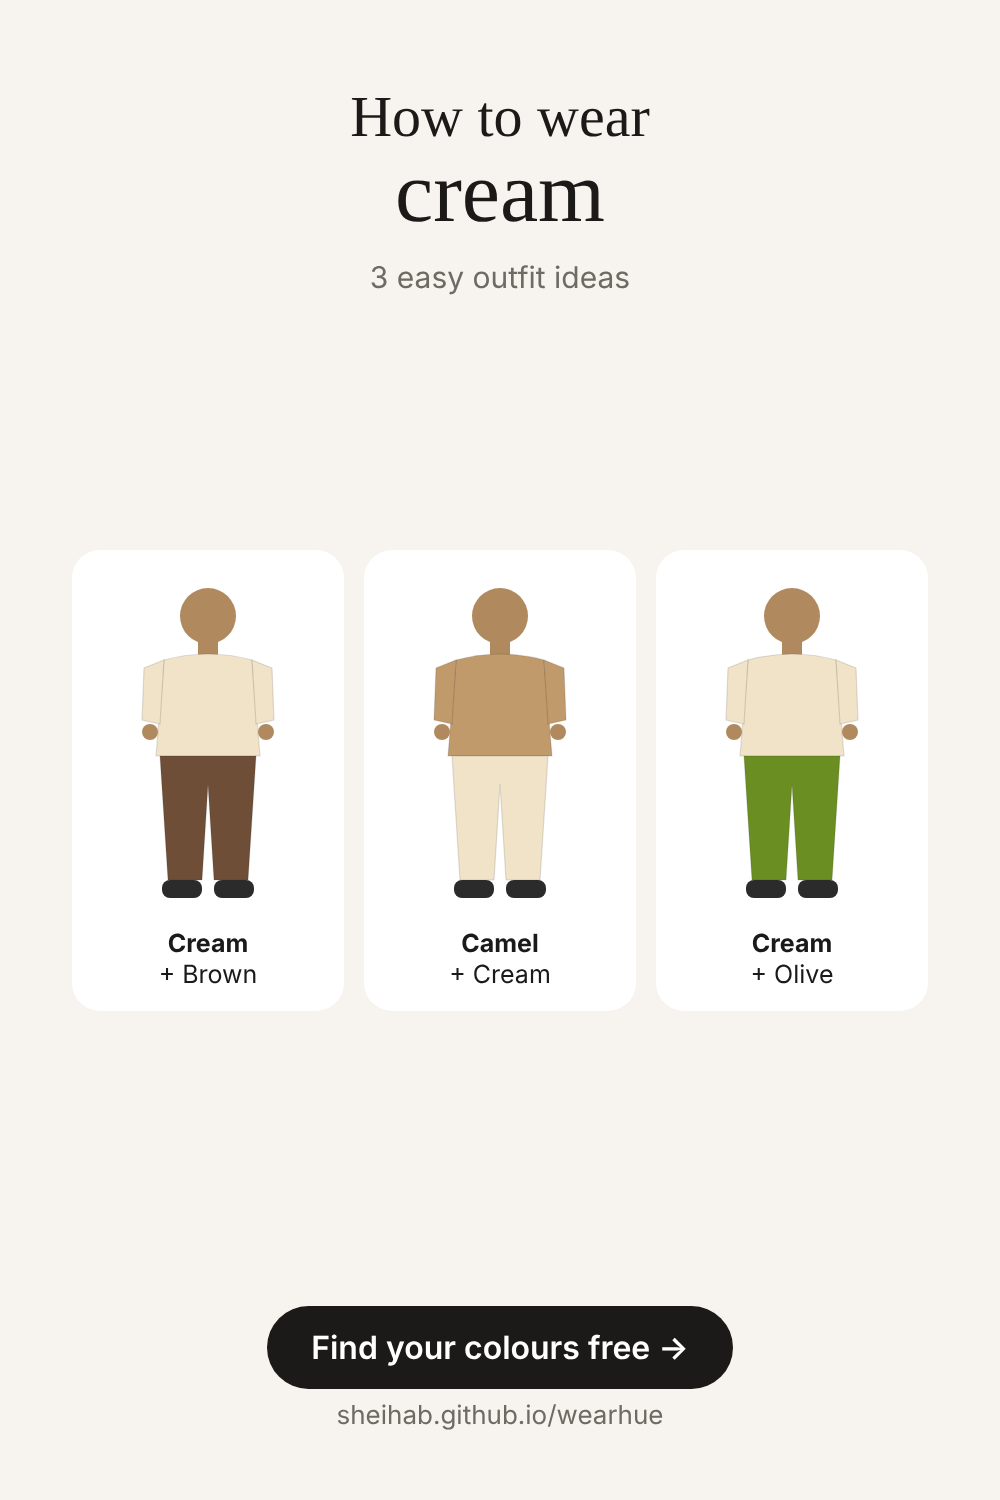 How to wear
cream
3 easy outfit ideas
Cream
+ Brown
Camel
+ Cream
Cream
+ Olive
Find your colours free →
sheihab.github.io/wearhue